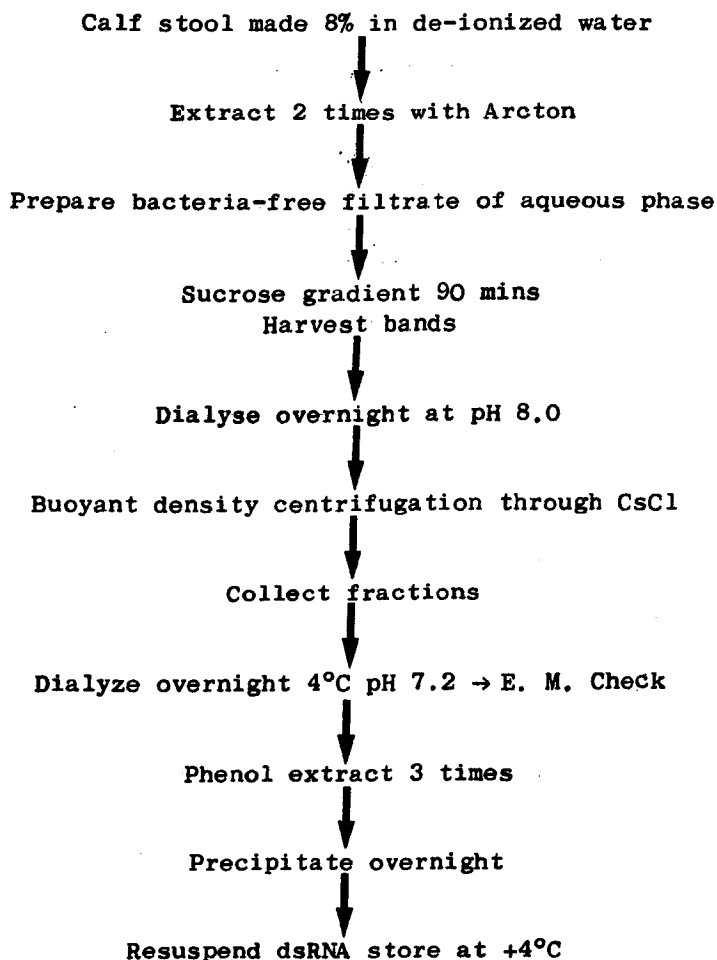 Calf stool made 8% in de-ionized water
Extract 2 times with Arcton
Prepare bacteria-free filtrate of aqueous phase
Sucrose gradient 90 mins
Harvest bands
Dialyse overnight at pH 8.0
Buoyant density centrifugation through CsCl
Collect fractions
Dialyze overnight 4°C pH 7.2 → E. M. Check
Phenol extract 3 times
Precipitate overnight
Resuspend dsRNA store at +4°C